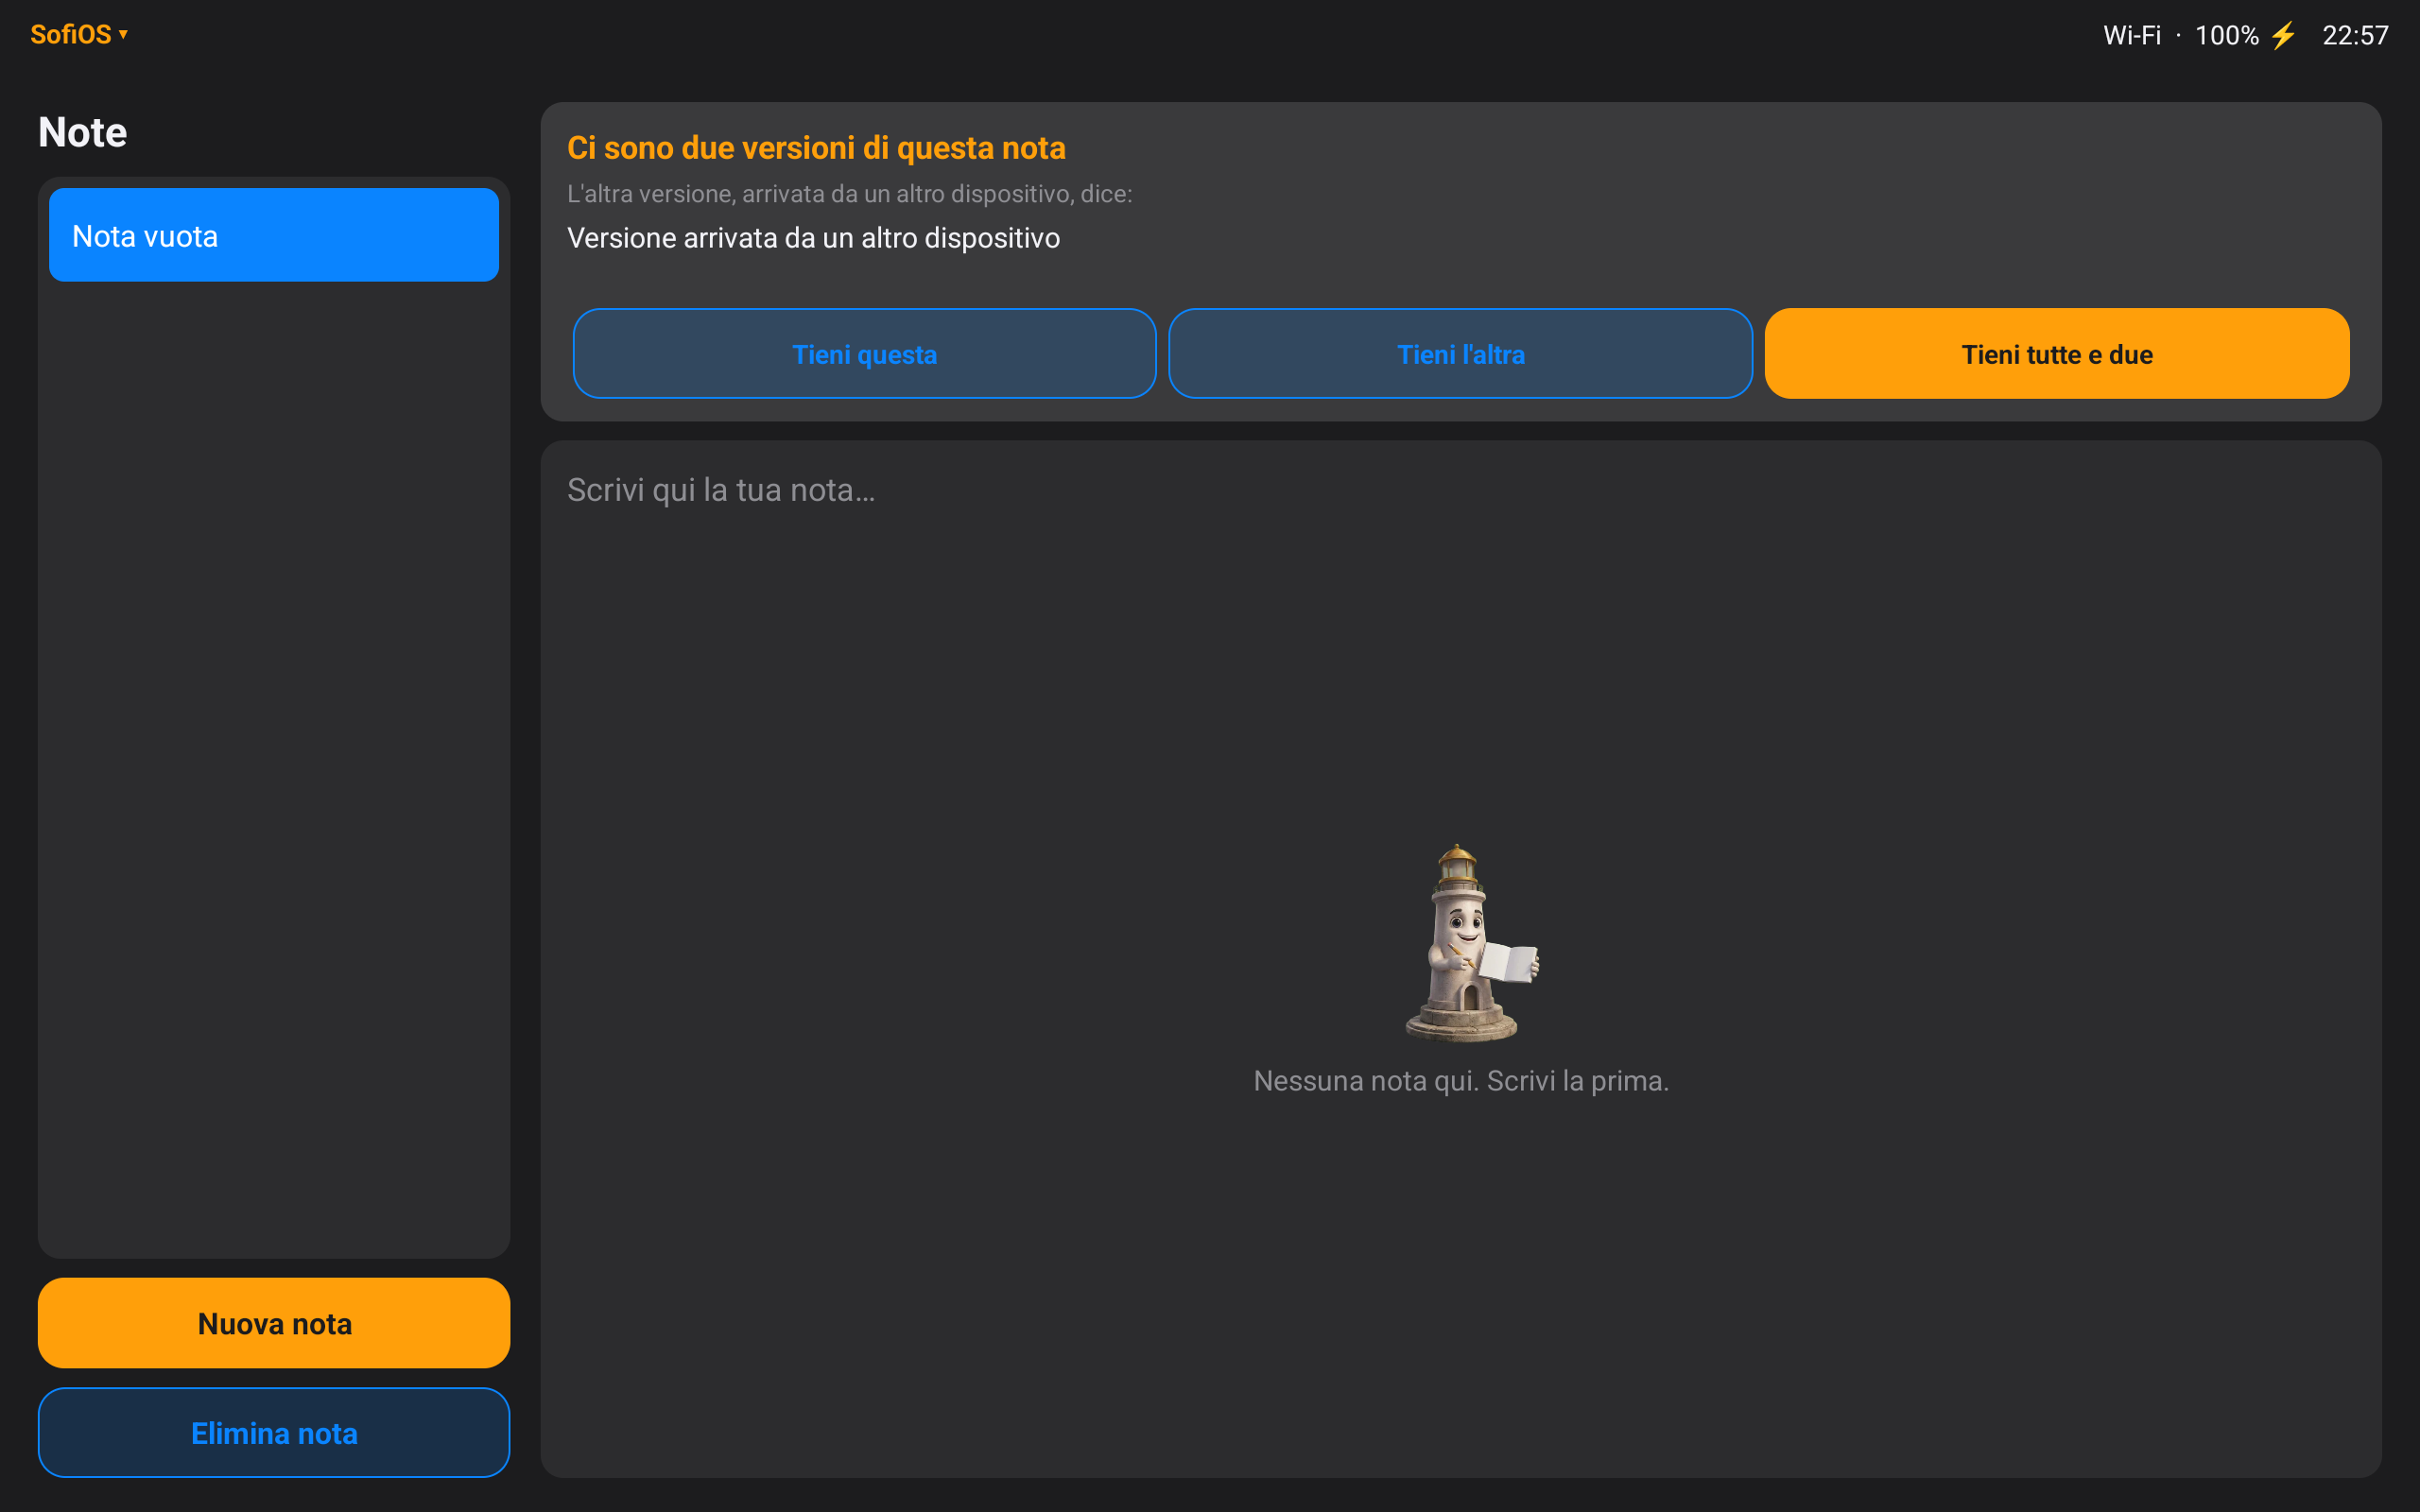 SofiOS ▾
Wi-Fi · 100% ⚡ 22:57
Note
Nota vuota
Ci sono due versioni di questa nota
L'altra versione, arrivata da un altro dispositivo, dice:
Versione arrivata da un altro dispositivo
Tieni questa
Tieni l'altra
Tieni tutte e due
Scrivi qui la tua nota…
Nessuna nota qui. Scrivi la prima.
Nuova nota
Elimina nota